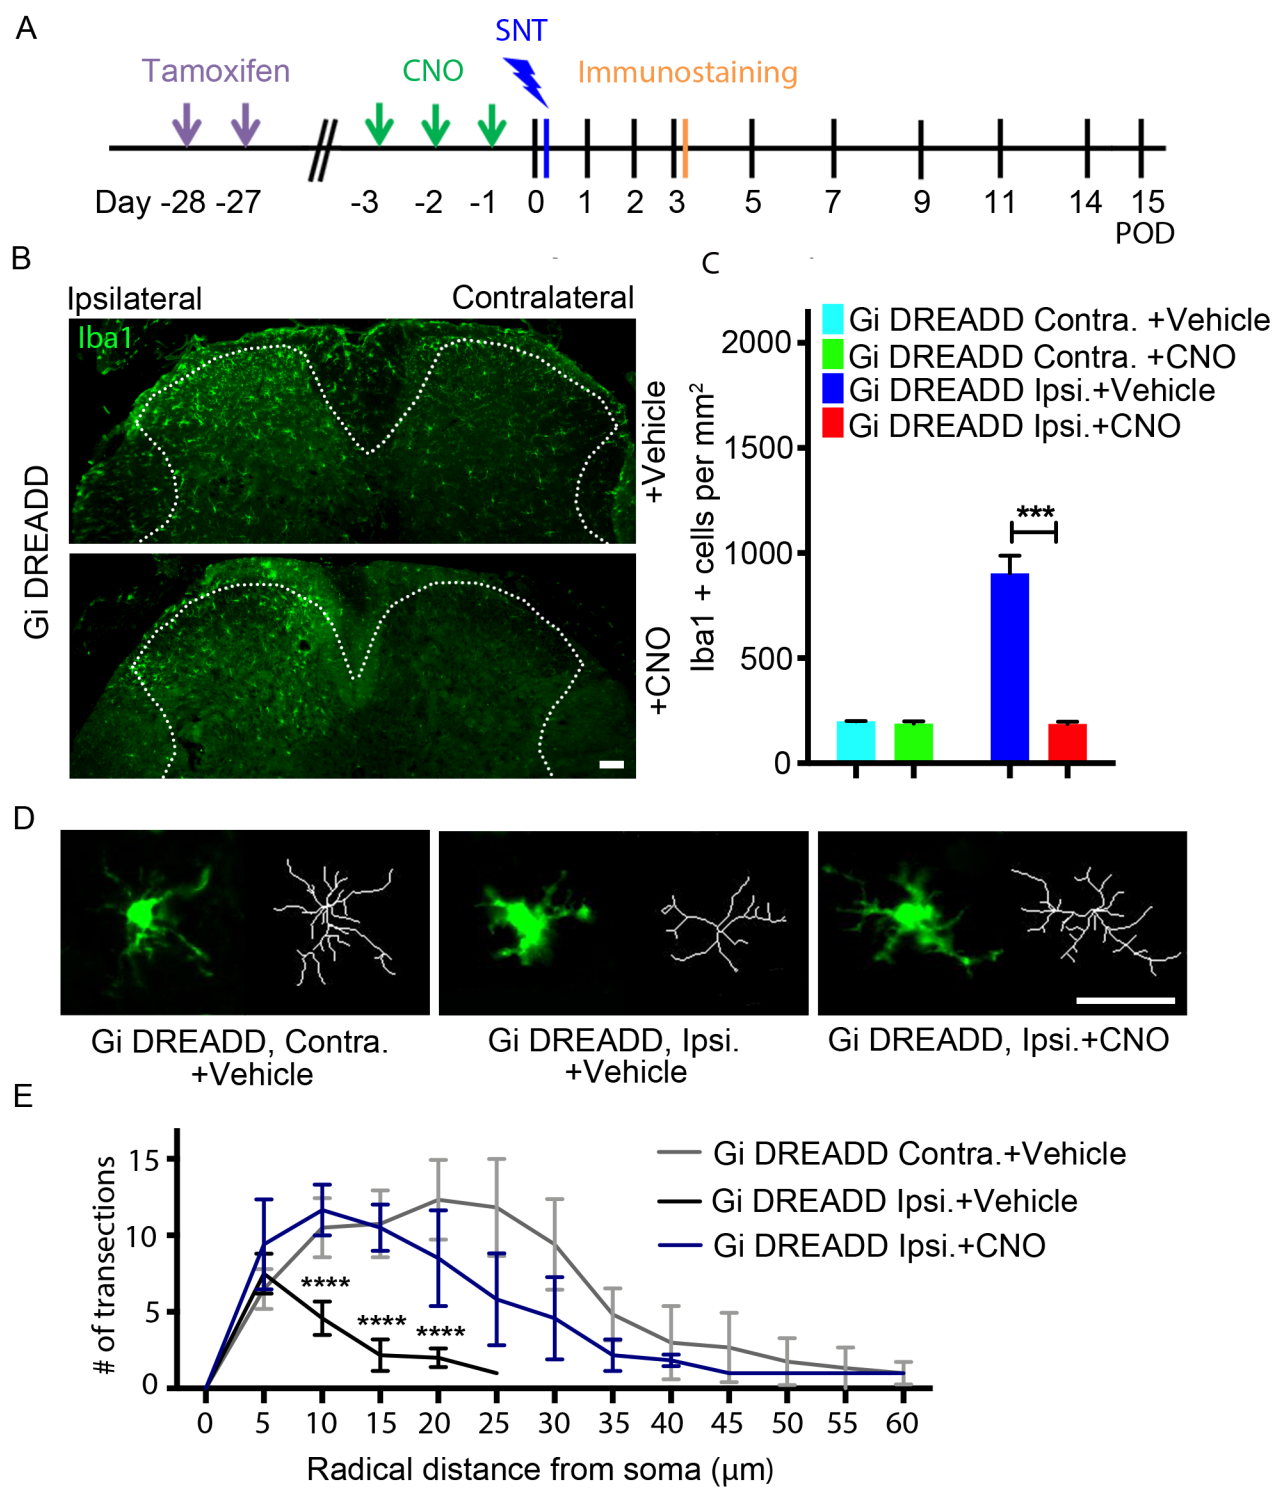 A
SNT
Tamoxifen
CNO
Immunostaining
Day -28 -27 -3 -2 -1 0 1 2 3 5 7 9 11 14 15
POD
B
Ipsilateral
Contralateral
Iba1
+Vehicle
Gi DREADD
+CNO
C
Gi DREADD Contra. +Vehicle
Gi DREADD Contra. +CNO
Gi DREADD Ipsi.+Vehicle
Gi DREADD Ipsi.+CNO
Iba1 + cells per mm²
2000
1500
1000
500
0
***
D
Gi DREADD, Contra.
+Vehicle
Gi DREADD, Ipsi.
+Vehicle
Gi DREADD, Ipsi.+CNO
E
# of transections
15
10
5
0
Gi DREADD Contra.+Vehicle
Gi DREADD Ipsi.+Vehicle
Gi DREADD Ipsi.+CNO
****
****
****
0 5 10 15 20 25 30 35 40 45 50 55 60
Radical distance from soma (μm)